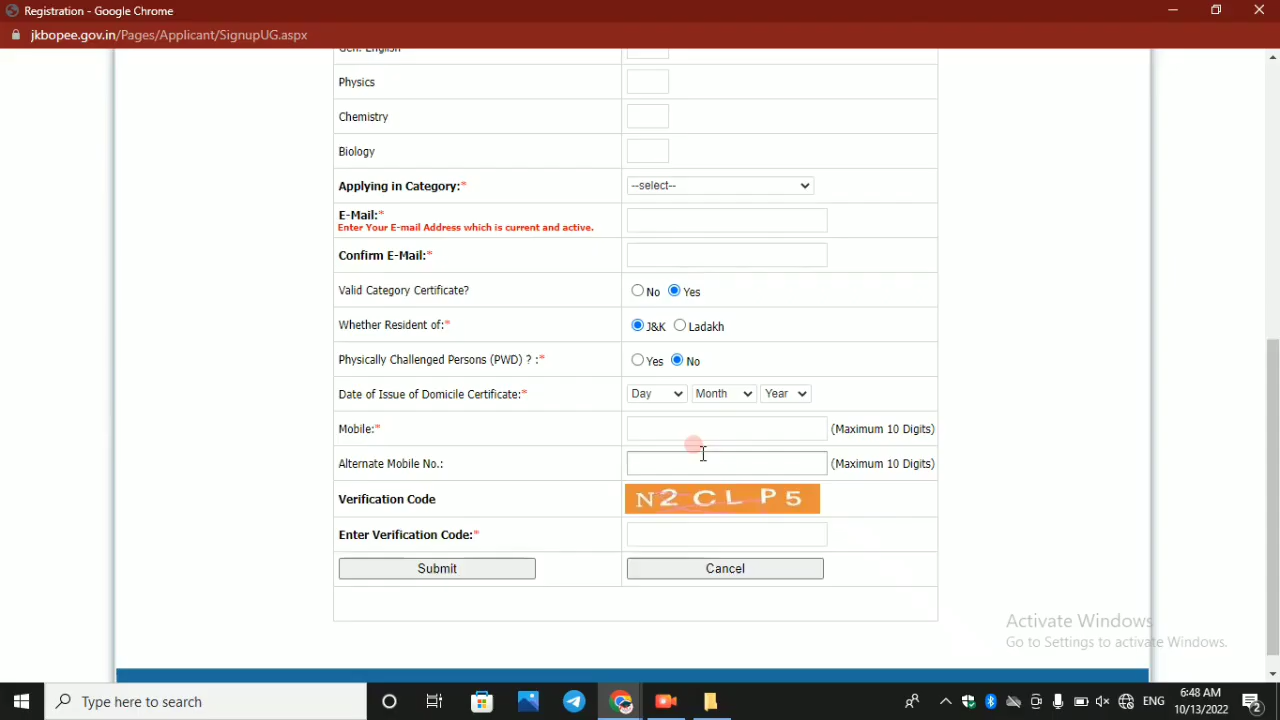 Registration - Google Chrome
jkbopee.gov.in/Pages/Applicant/SignupUG.aspx
Gen. English
Physics
Chemistry
Biology
Applying in Category:* --select--
E-Mail:*
Enter Your E-mail Address which is current and active.
Confirm E-Mail:*
Valid Category Certificate? No Yes
Whether Resident of:* J&K Ladakh
Physically Challenged Persons (PWD) ? :* Yes No
Date of Issue of Domicile Certificate:* Day Month Year
Mobile:* (Maximum 10 Digits)
Alternate Mobile No.: (Maximum 10 Digits)
Verification Code N2CLP5
Enter Verification Code:*
Submit Cancel
Activate Windows
Go to Settings to activate Windows.
Type here to search
ENG
6:48 AM
10/13/2022
2